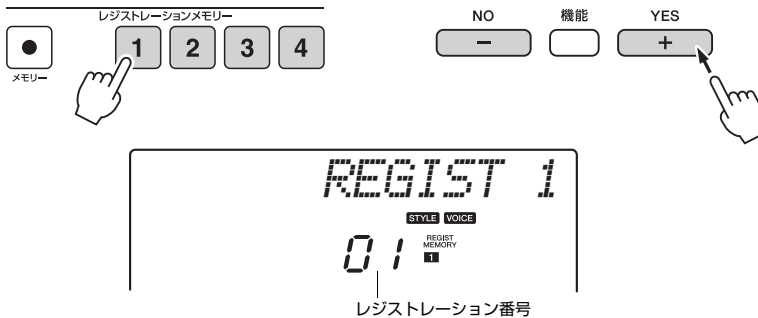 レジストレーションメモリー
メモリー
1 2 3 4
NO 機能 YES
− +
REGIST 1
STYLE VOICE
01
REGIST
MEMORY
1
レジストレーション番号